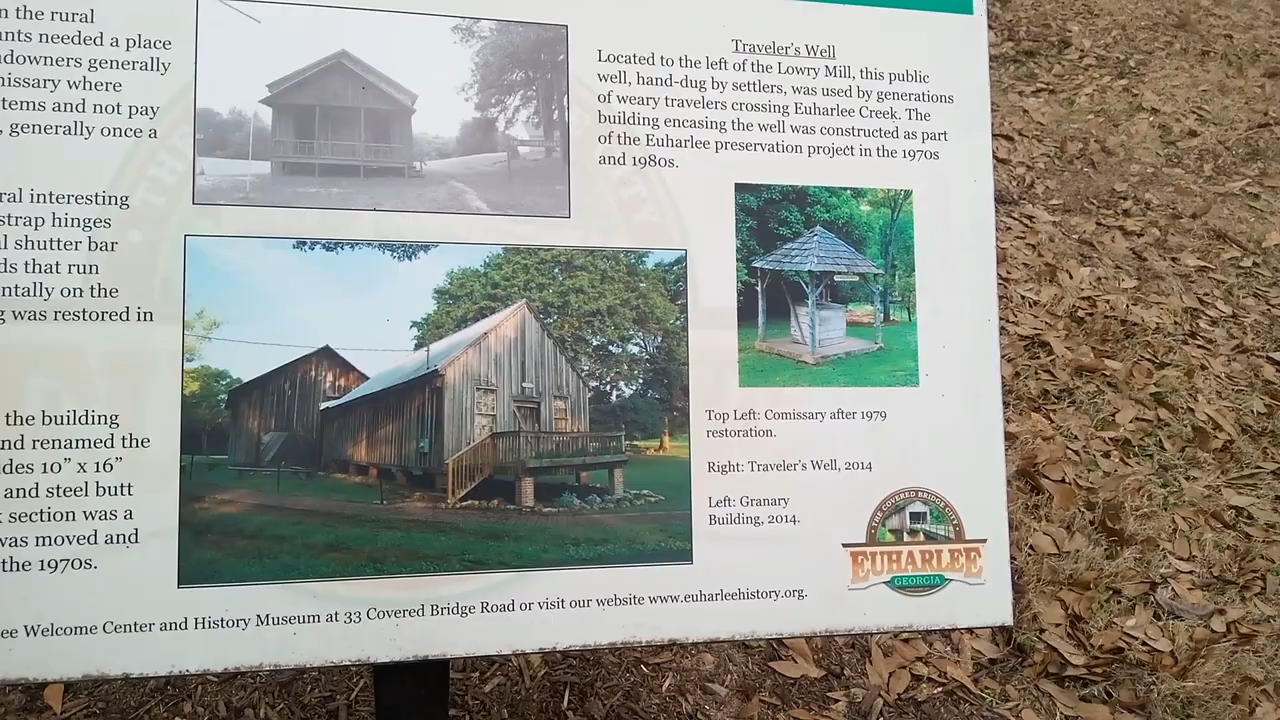 n the rural
ants needed a place
ndowners generally
missary where
tems and not pay
, generally once a
ral interesting
strap hinges
al shutter bar
ds that run
ntally on the
g was restored in
the building
nd renamed the
des 10” x 16”
and steel butt
k section was a
was moved and
the 1970s.
Traveler’s Well
Located to the left of the Lowry Mill, this public
well, hand-dug by settlers, was used by generations
of weary travelers crossing Euharlee Creek. The
building encasing the well was constructed as part
of the Euharlee preservation project in the 1970s
and 1980s.
Top Left: Comissary after 1979
restoration.
Right: Traveler’s Well, 2014
Left: Granary
Building, 2014.
THE COVERED BRIDGE CITY
EUHARLEE
GEORGIA
ee Welcome Center and History Museum at 33 Covered Bridge Road or visit our website www.euharleehistory.org.